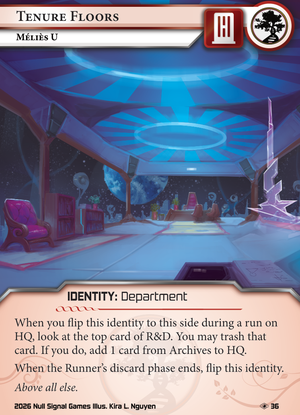 Tenure Floors
Méliès U
IDENTITY: Department
When you flip this identity to this side during a run on
HQ, look at the top card of R&D. You may trash that
card. If you do, add 1 card from Archives to HQ.
When the Runner's discard phase ends, flip this identity.
Above all else.
2026 Null Signal Games Illus. Kira L. Nguyen
36